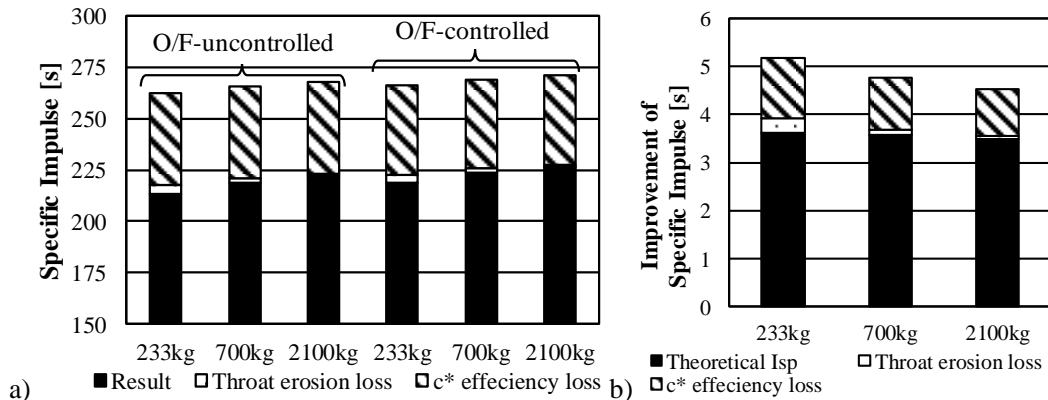 300
275
250
225
200
175
150
Specific Impulse [s]
O/F-uncontrolled
O/F-controlled
233kg 700kg 2100kg 233kg 700kg 2100kg
a) Result Throat erosion loss c* effeciency loss
6
5
4
3
2
1
0
Improvement of
Specific Impulse [s]
233kg 700kg 2100kg
Theoretical Isp Throat erosion loss
b) c* effeciency loss